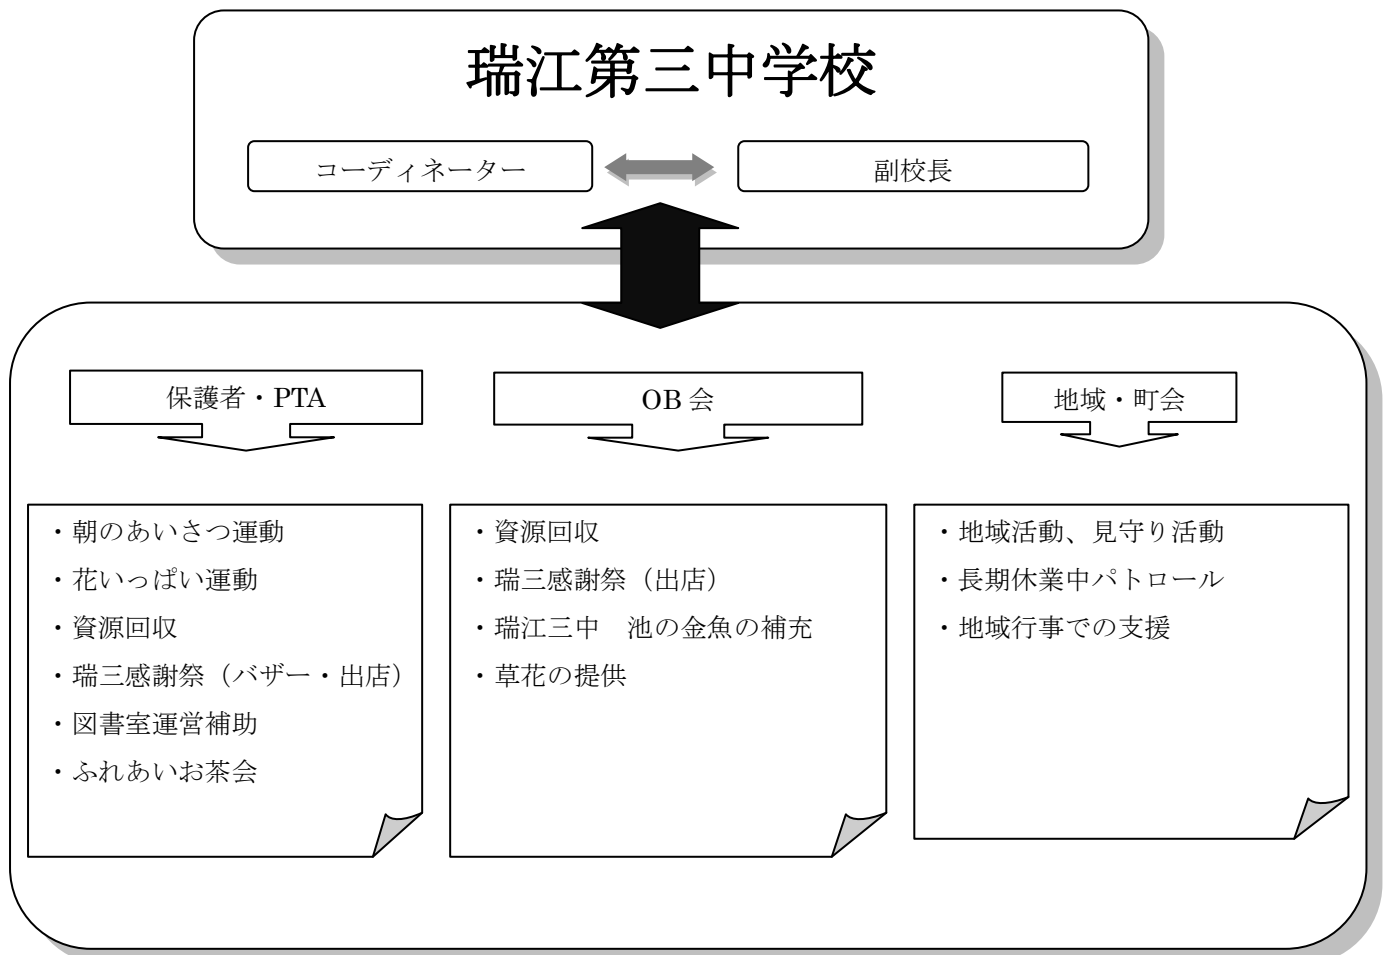 瑞江第三中学校
コーディネーター
副校長
保護者・PTA
OB 会
地域・町会
・朝のあいさつ運動
・花いっぱい運動
・資源回収
・瑞三感謝祭（バザー・出店）
・図書室運営補助
・ふれあいお茶会
・資源回収
・瑞三感謝祭（出店）
・瑞江三中　池の金魚の補充
・草花の提供
・地域活動、見守り活動
・長期休業中パトロール
・地域行事での支援